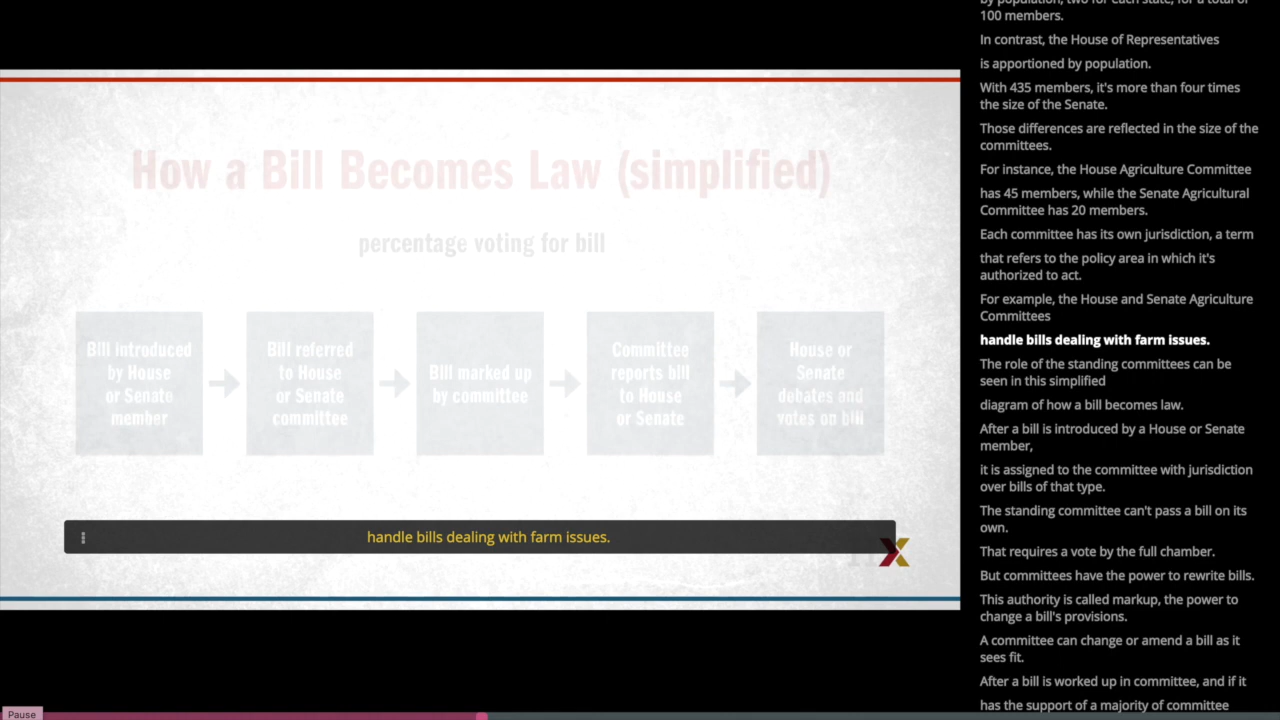 How a Bill Becomes Law (simplified)
percentage voting for bill
Bill introduced
by House
or Senate
member
Bill referred
to House
or Senate
committee
Bill marked up
by committee
Committee
reports bill
to House
or Senate
House or
Senate
debates and
votes on bill
handle bills dealing with farm issues.
X
Pause
by population, two for each state, for a total of
100 members.
In contrast, the House of Representatives
is apportioned by population.
With 435 members, it's more than four times
the size of the Senate.
Those differences are reflected in the size of the
committees.
For instance, the House Agriculture Committee
has 45 members, while the Senate Agricultural
Committee has 20 members.
Each committee has its own jurisdiction, a term
that refers to the policy area in which it's
authorized to act.
For example, the House and Senate Agriculture
Committees
handle bills dealing with farm issues.
The role of the standing committees can be
seen in this simplified
diagram of how a bill becomes law.
After a bill is introduced by a House or Senate
member,
it is assigned to the committee with jurisdiction
over bills of that type.
The standing committee can't pass a bill on its
own.
That requires a vote by the full chamber.
But committees have the power to rewrite bills.
This authority is called markup, the power to
change a bill's provisions.
A committee can change or amend a bill as it
sees fit.
After a bill is worked up in committee, and if it
has the support of a majority of committee